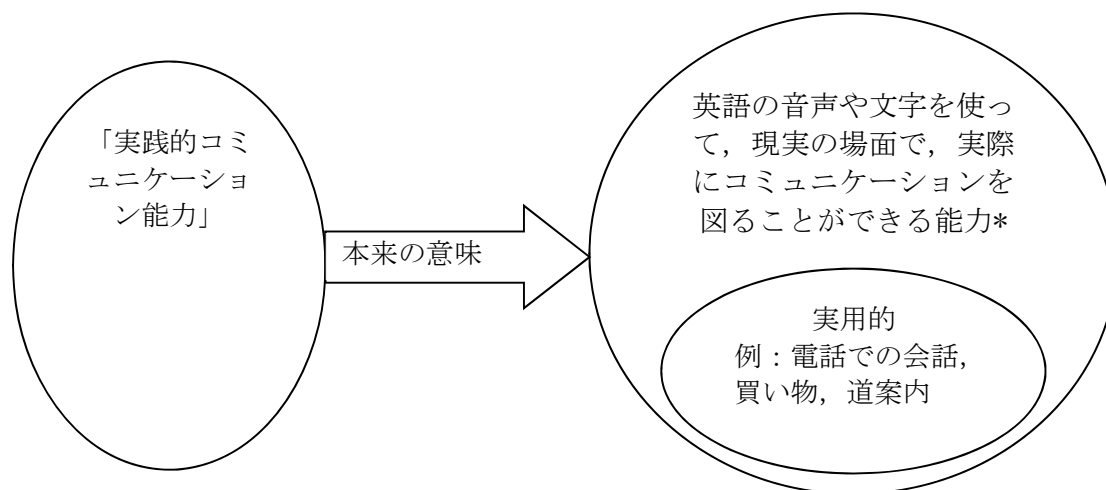 「実践的コミ
ュニケーショ
ン能力」
本来の意味
英語の音声や文字を使っ
て，現実の場面で，実際
にコミュニケーションを
図ることができる能力*
実用的
例：電話での会話，
買い物，道案内